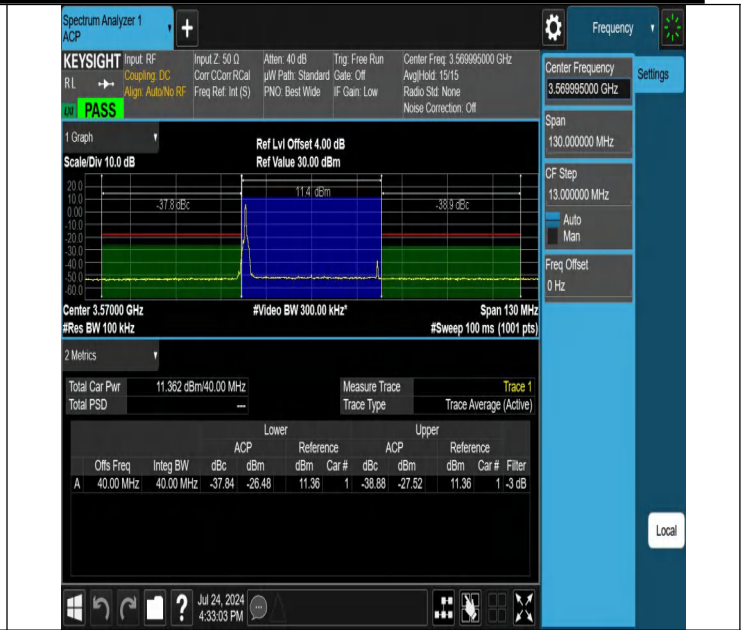 Spectrum Analyzer 1
ACP
+
Frequency
KEYSIGHT Input: RF Input Z: 50 Ω Atten: 40 dB Trig: Free Run Center Freq: 3.569995000 GHz
RL Coupling: DC Corr CCorr RCal µW Path: Standard Gate: Off Avg|Hold: 15/15
Align: Auto/No RF Freq Ref: Int (S) PNO: Best Wide IF Gain: Low Radio Std: None
PASS Noise Correction: Off
Center Frequency
3.569995000 GHz
Settings
Span
130.000000 MHz
CF Step
13.000000 MHz
Auto
Man
Freq Offset
0 Hz
1 Graph
Ref Lvl Offset 4.00 dB
Scale/Div 10.0 dB Ref Value 30.00 dBm
20.0
10.0
0.00
-10.0
-20.0
-30.0
-40.0
-50.0
-60.0
-37.8 dBc 11.4 dBm -38.9 dBc
Center 3.57000 GHz #Video BW 300.00 kHz* Span 130 MHz
#Res BW 100 kHz #Sweep 100 ms (1001 pts)
2 Metrics
Total Car Pwr 11.362 dBm/40.00 MHz Measure Trace Trace 1
Total PSD --- Trace Type Trace Average (Active)
Lower Upper
ACP Reference ACP Reference
Offs Freq Integ BW dBc dBm dBm Car # dBc dBm dBm Car # Filter
A 40.00 MHz 40.00 MHz -37.84 -26.48 11.36 1 -38.88 -27.52 11.36 1 -3 dB
Local
? Jul 24, 2024
4:33:03 PM